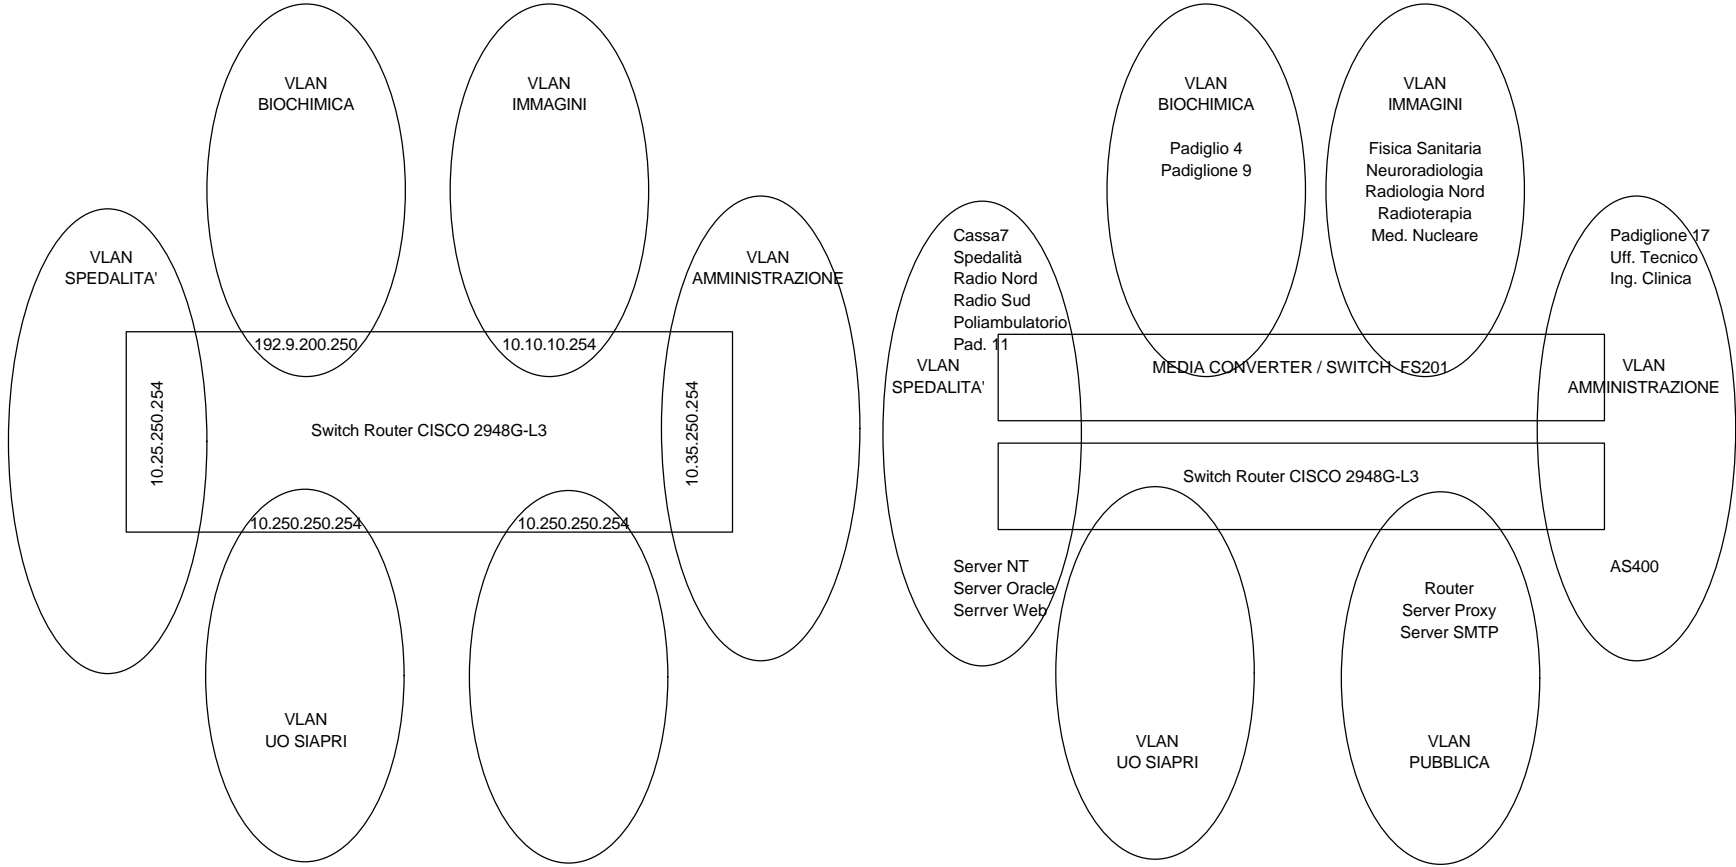 VLAN
BIOCHIMICA
VLAN
IMMAGINI
VLAN
SPEDALITA'
VLAN
AMMINISTRAZIONE
192.9.200.250
10.10.10.254
10.25.250.254
Switch Router CISCO 2948G-L3
10.35.250.254
10.250.250.254
10.250.250.254
VLAN
UO SIAPRI
VLAN
BIOCHIMICA
Padiglio 4
Padiglione 9
VLAN
IMMAGINI
Fisica Sanitaria
Neuroradiologia
Radiologia Nord
Radioterapia
Med. Nucleare
Cassa7
Spedalità
Radio Nord
Radio Sud
Poliambulatorio
Pad. 11
VLAN
SPEDALITA'
Padiglione 17
Uff. Tecnico
Ing. Clinica
MEDIA CONVERTER / SWITCH FS201
VLAN
AMMINISTRAZIONE
Switch Router CISCO 2948G-L3
Server NT
Server Oracle
Serrver Web
Router
Server Proxy
Server SMTP
AS400
VLAN
UO SIAPRI
VLAN
PUBBLICA